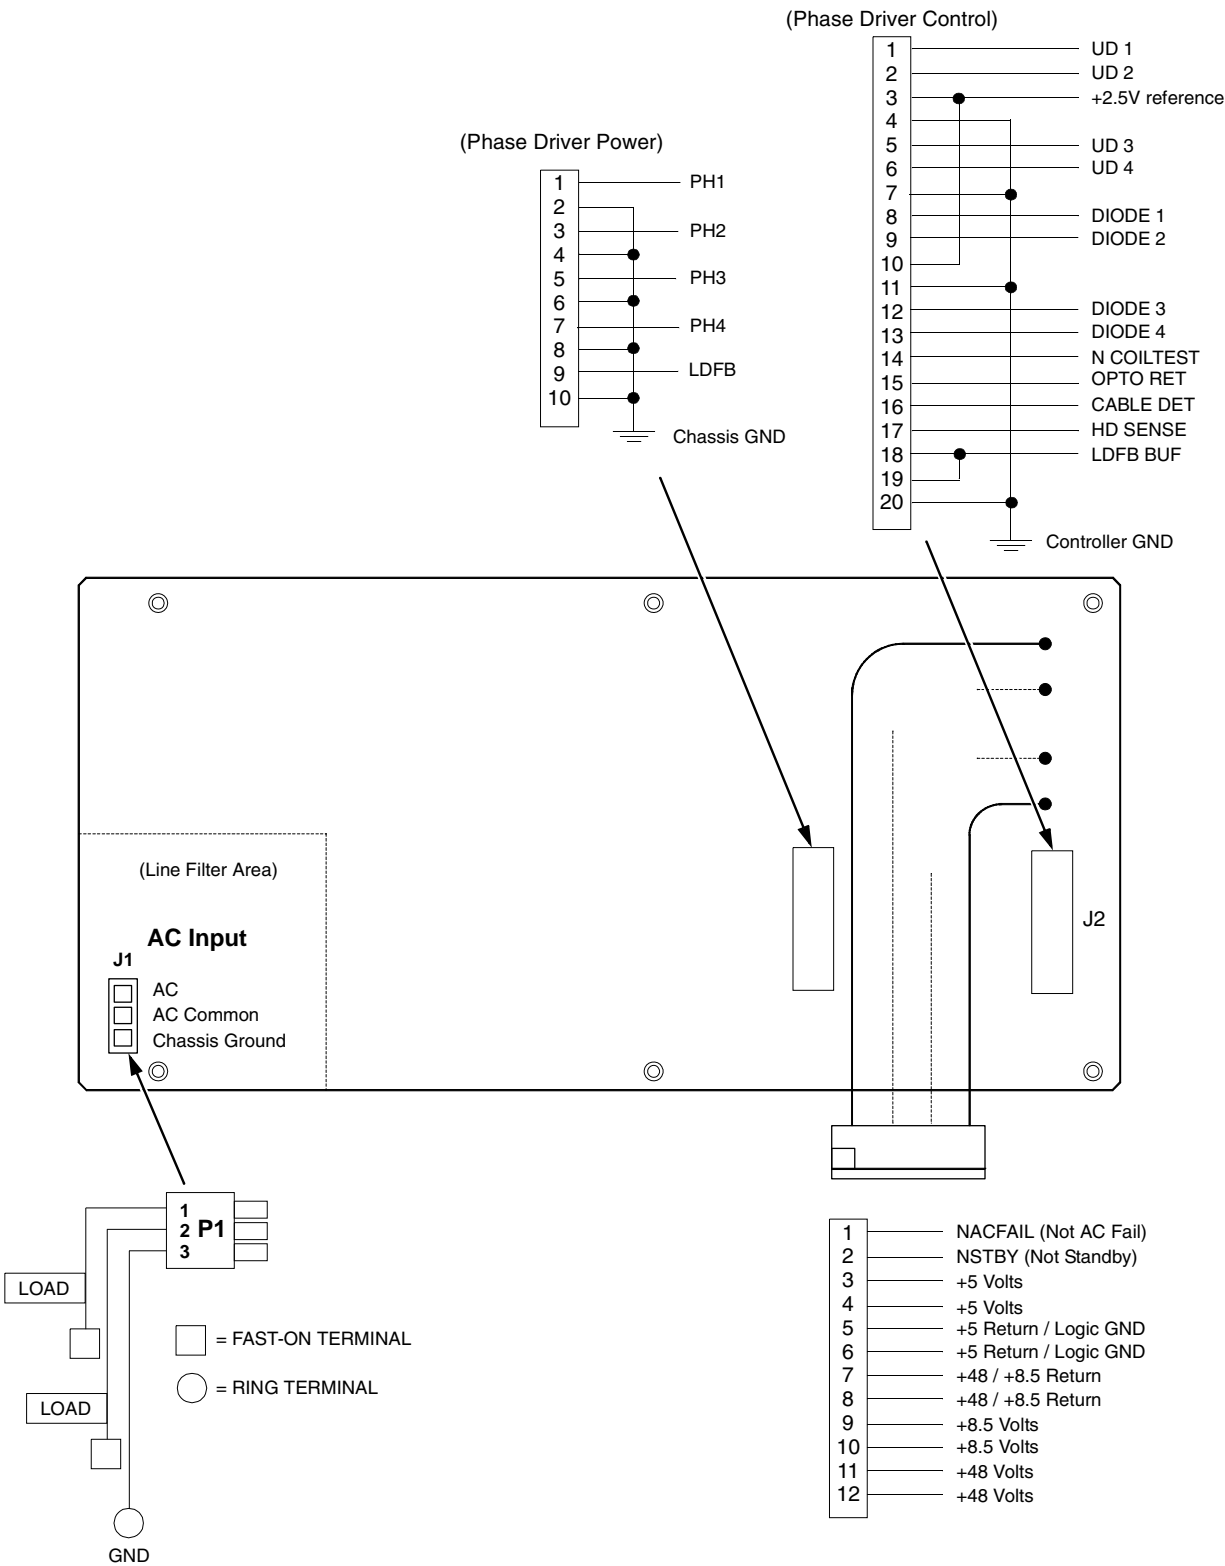 (Phase Driver Control)
1 UD 1
2 UD 2
3 +2.5V reference
4
5 UD 3
6 UD 4
7
8 DIODE 1
9 DIODE 2
10
11
12 DIODE 3
13 DIODE 4
14 N COILTEST
15 OPTO RET
16 CABLE DET
17 HD SENSE
18 LDFB BUF
19
20
Controller GND
(Phase Driver Power)
1 PH1
2
3 PH2
4
5 PH3
6
7 PH4
8
9 LDFB
10
Chassis GND
(Line Filter Area)
AC Input
J1
AC
AC Common
Chassis Ground
J2
1
2 P1
3
LOAD
LOAD
GND
= FAST-ON TERMINAL
= RING TERMINAL
1 NACFAIL (Not AC Fail)
2 NSTBY (Not Standby)
3 +5 Volts
4 +5 Volts
5 +5 Return / Logic GND
6 +5 Return / Logic GND
7 +48 / +8.5 Return
8 +48 / +8.5 Return
9 +8.5 Volts
10 +8.5 Volts
11 +48 Volts
12 +48 Volts